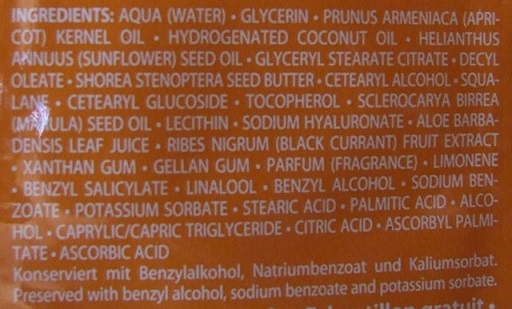 INGREDIENTS: AQUA (WATER) • GLYCERIN • PRUNUS ARMENIACA (APRI-
COT) KERNEL OIL • HYDROGENATED COCONUT OIL • HELIANTHUS
ANNUUS (SUNFLOWER) SEED OIL • GLYCERYL STEARATE CITRATE • DECYL
OLEATE • SHOREA STENOPTERA SEED BUTTER • CETEARYL ALCOHOL • SQUA-
LANE • CETEARYL GLUCOSIDE • TOCOPHEROL • SCLEROCARYA BIRREA
(MARULA) SEED OIL • LECITHIN • SODIUM HYALURONATE • ALOE BARBA-
DENSIS LEAF JUICE • RIBES NIGRUM (BLACK CURRANT) FRUIT EXTRACT
• XANTHAN GUM • GELLAN GUM • PARFUM (FRAGRANCE) • LIMONENE
• BENZYL SALICYLATE • LINALOOL • BENZYL ALCOHOL • SODIUM BEN-
ZOATE • POTASSIUM SORBATE • STEARIC ACID • PALMITIC ACID • ALCO-
HOL • CAPRYLIC/CAPRIC TRIGLYCERIDE • CITRIC ACID • ASCORBYL PALMI-
TATE • ASCORBIC ACID
Konserviert mit Benzylalkohol, Natriumbenzoat und Kaliumsorbat.
Preserved with benzyl alcohol, sodium benzoate and potassium sorbate.
gratuit •